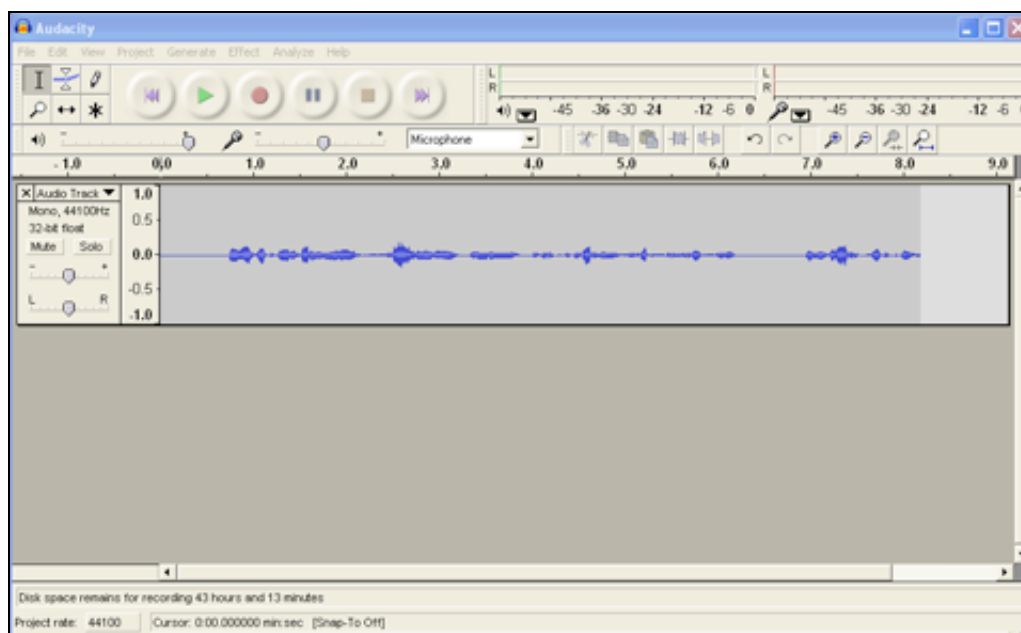 Audacity
File Edit View Project Generate Effect Analyze Help
L
R
-45 -36 -30 -24 -12 -6 0
L
R
-45 -36 -30 -24 -12 -6
- + - + Microphone
- 1.0 0,0 1.0 2.0 3.0 4.0 5.0 6.0 7.0 8.0 9.0
X Audio Track 1.0
Mono, 44100Hz
32-bit float 0.5
Mute Solo 0.0
- +
-0.5
L R
-1.0
Disk space remains for recording 43 hours and 13 minutes
Project rate: 44100 Cursor: 0:00.000000 min:sec [Snap-To Off]